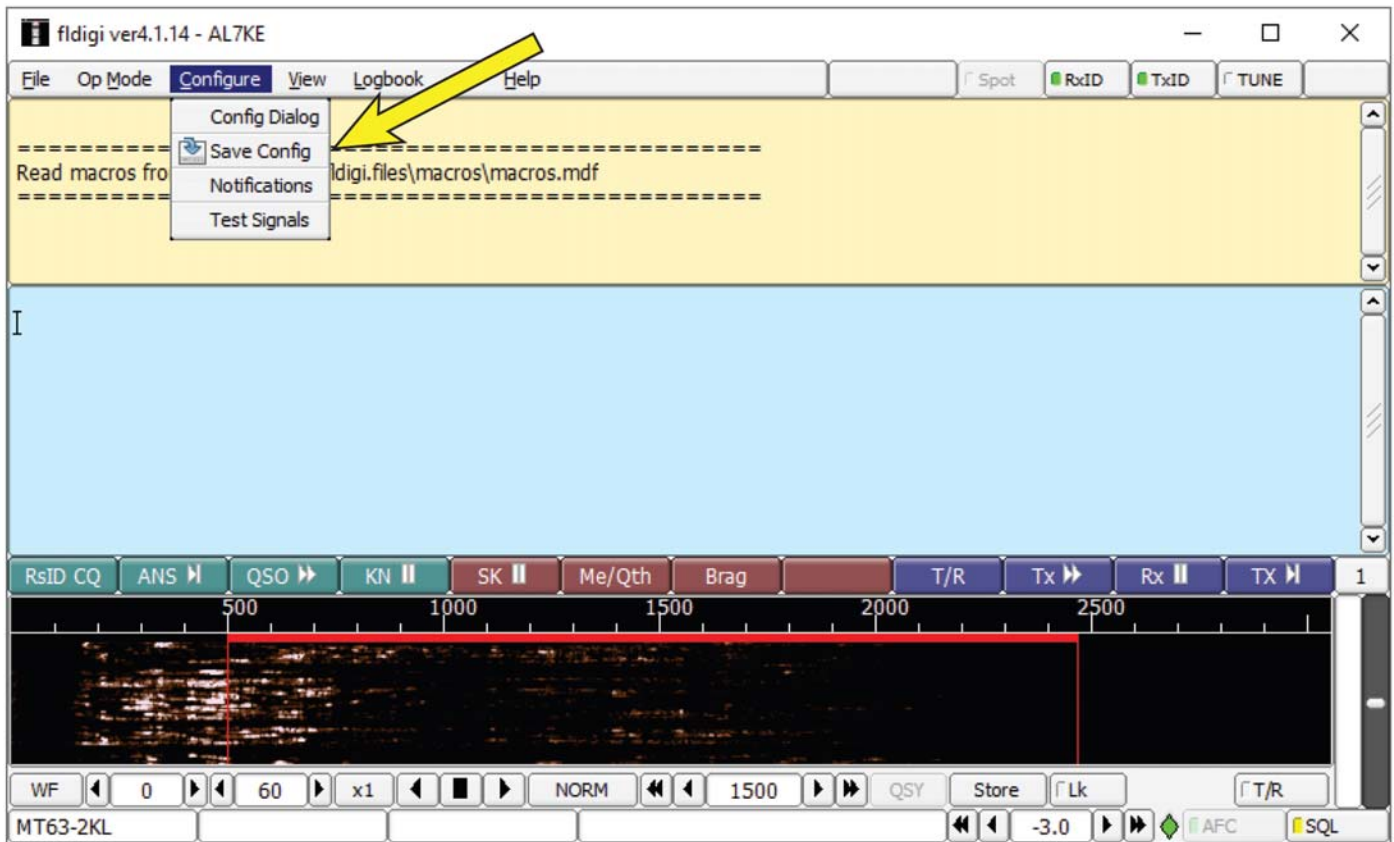 fldigi ver4.1.14 - AL7KE
File Op Mode Configure View Logbook Help Spot RxID TxID TUNE
Config Dialog
Save Config
Notifications
Test Signals
===========================
Read macros fro ldigi.files\macros\macros.mdf
===========================
RsID CQ ANS QSO KN SK Me/Qth Brag T/R Tx Rx TX 1
500 1000 1500 2000 2500
WF 0 60 x1 NORM 1500 QSY Store Lk T/R
MT63-2KL -3.0 AFC SQL